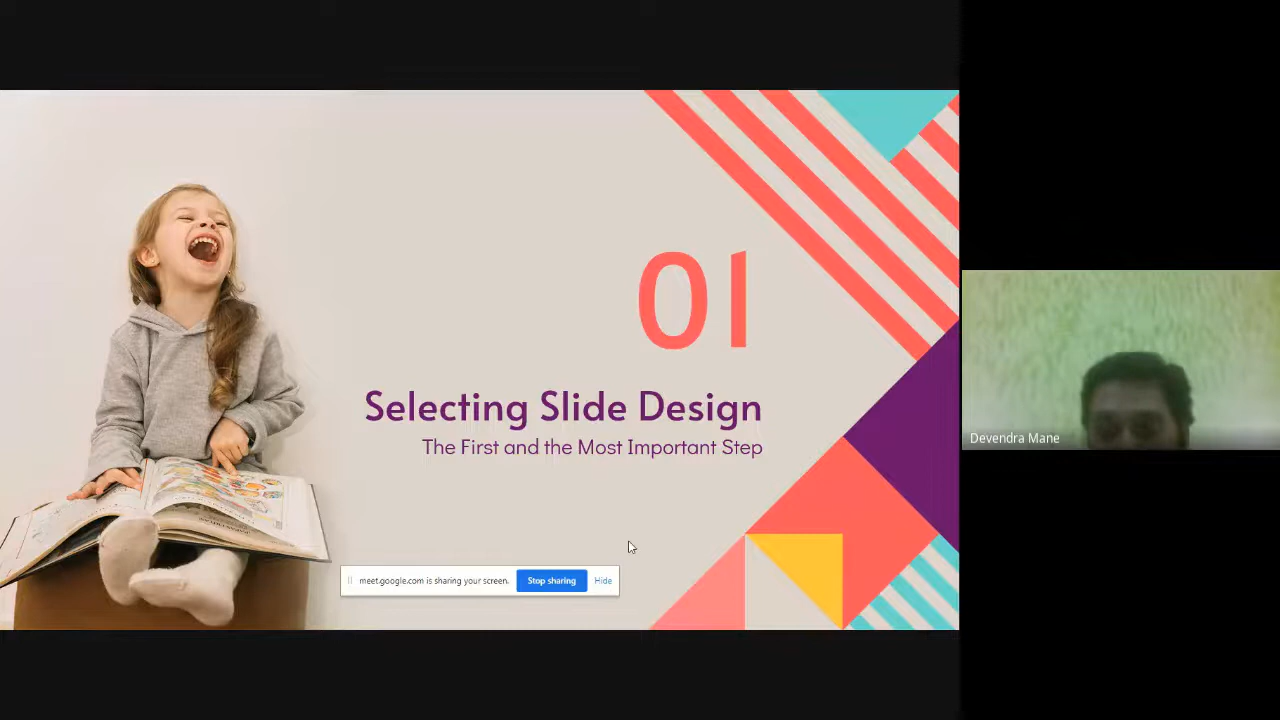 01
Selecting Slide Design
The First and the Most Important Step
meet.google.com is sharing your screen.
Stop sharing
Hide
Devendra Mane